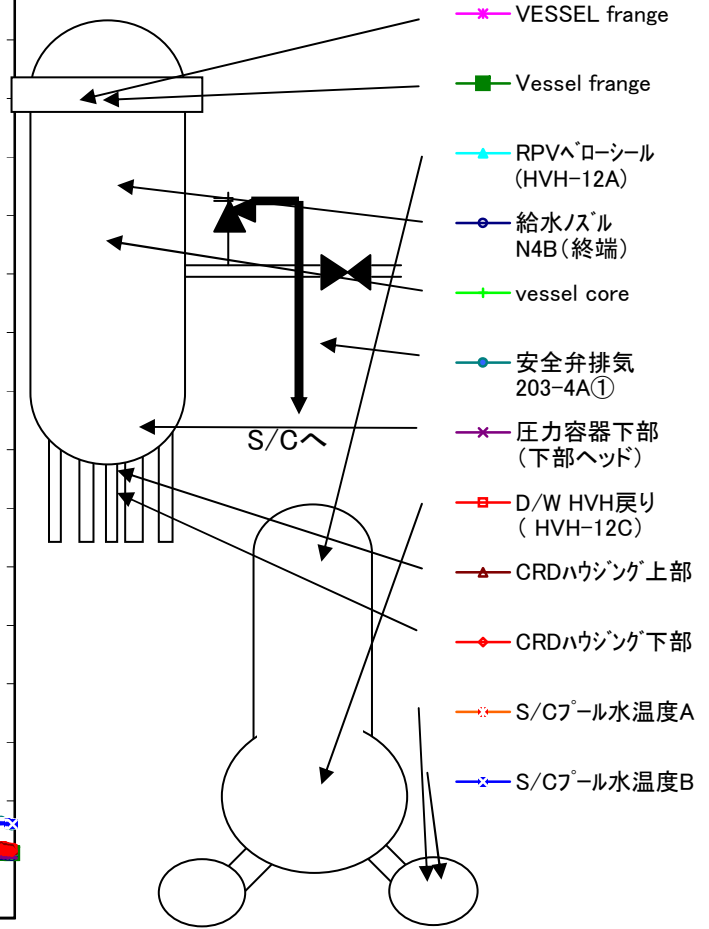 VESSEL frange
Vessel frange
RPVﾍﾞﾛｰｼｰﾙ
(HVH-12A)
給水ﾉｽﾞﾙ
N4B(終端)
vessel core
安全弁排気
203-4A①
S/Cへ
圧力容器下部
(下部ヘッド)
D/W HVH戻り
( HVH-12C)
CRDﾊｳｼﾞﾝｸﾞ上部
CRDﾊｳｼﾞﾝｸﾞ下部
S/Cﾌﾟｰﾙ水温度A
S/Cﾌﾟｰﾙ水温度B